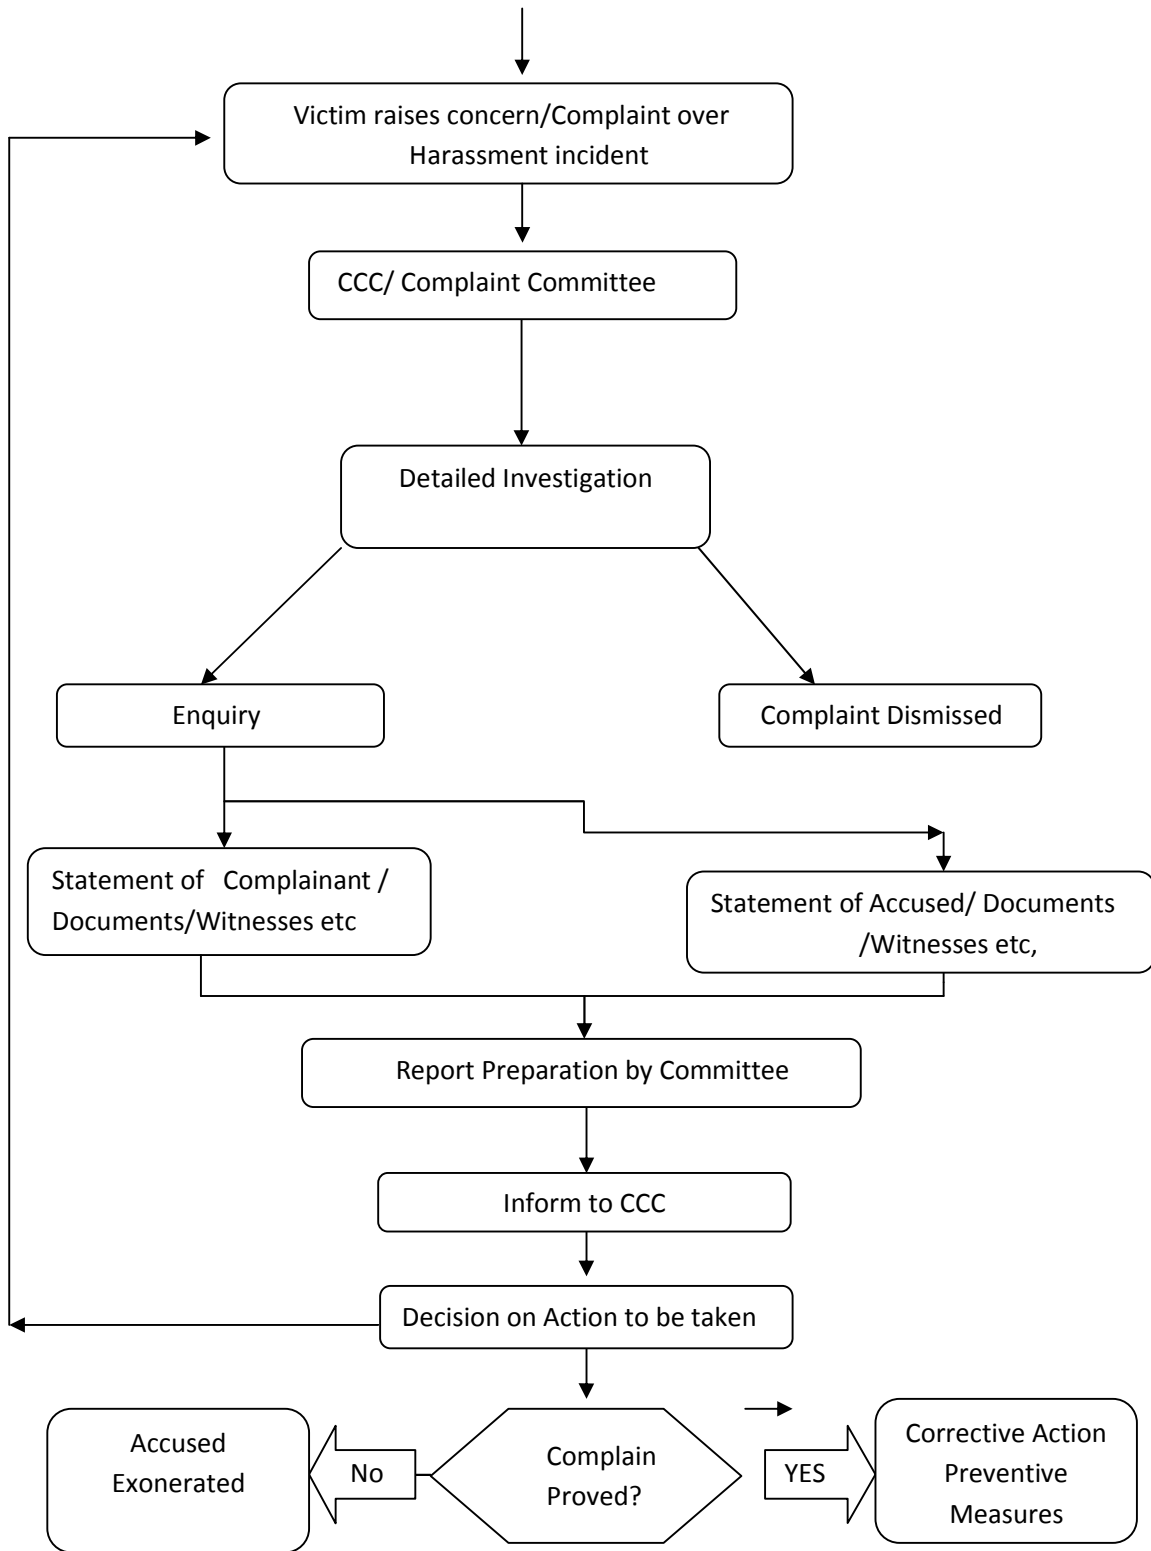 Victim raises concern/Complaint over
Harassment incident
CCC/ Complaint Committee
Detailed Investigation
Enquiry
Complaint Dismissed
Statement of Complainant /
Documents/Witnesses etc
Statement of Accused/ Documents
/Witnesses etc,
Report Preparation by Committee
Inform to CCC
Decision on Action to be taken
Accused
Exonerated
No
Complain
Proved?
YES
Corrective Action
Preventive
Measures